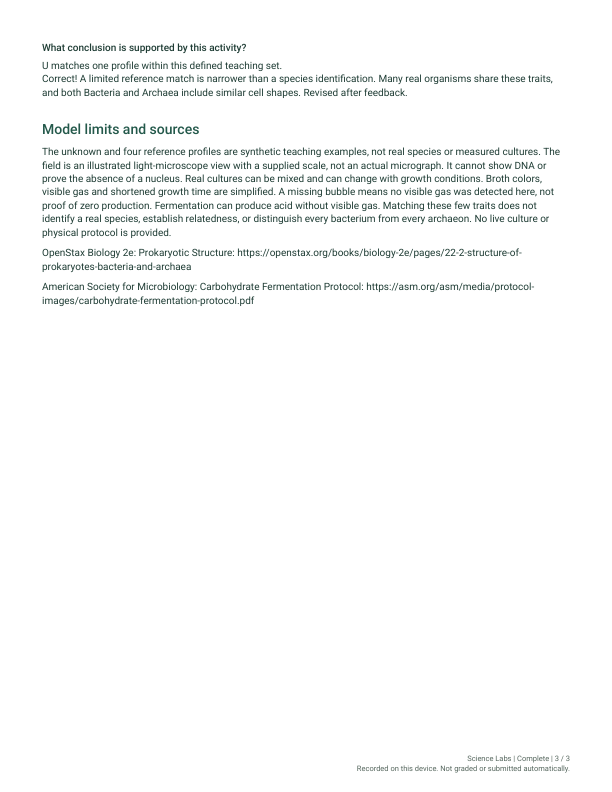 What conclusion is supported by this activity?
U matches one profile within this defined teaching set.
Correct! A limited reference match is narrower than a species identification. Many real organisms share these traits,
and both Bacteria and Archaea include similar cell shapes. Revised after feedback.
Model limits and sources
The unknown and four reference profiles are synthetic teaching examples, not real species or measured cultures. The
field is an illustrated light-microscope view with a supplied scale, not an actual micrograph. It cannot show DNA or
prove the absence of a nucleus. Real cultures can be mixed and can change with growth conditions. Broth colors,
visible gas and shortened growth time are simplified. A missing bubble means no visible gas was detected here, not
proof of zero production. Fermentation can produce acid without visible gas. Matching these few traits does not
identify a real species, establish relatedness, or distinguish every bacterium from every archaeon. No live culture or
physical protocol is provided.
OpenStax Biology 2e: Prokaryotic Structure: https://openstax.org/books/biology-2e/pages/22-2-structure-of-
prokaryotes-bacteria-and-archaea
American Society for Microbiology: Carbohydrate Fermentation Protocol: https://asm.org/asm/media/protocol-
images/carbohydrate-fermentation-protocol.pdf
Science Labs | Complete | 3 / 3
Recorded on this device. Not graded or submitted automatically.